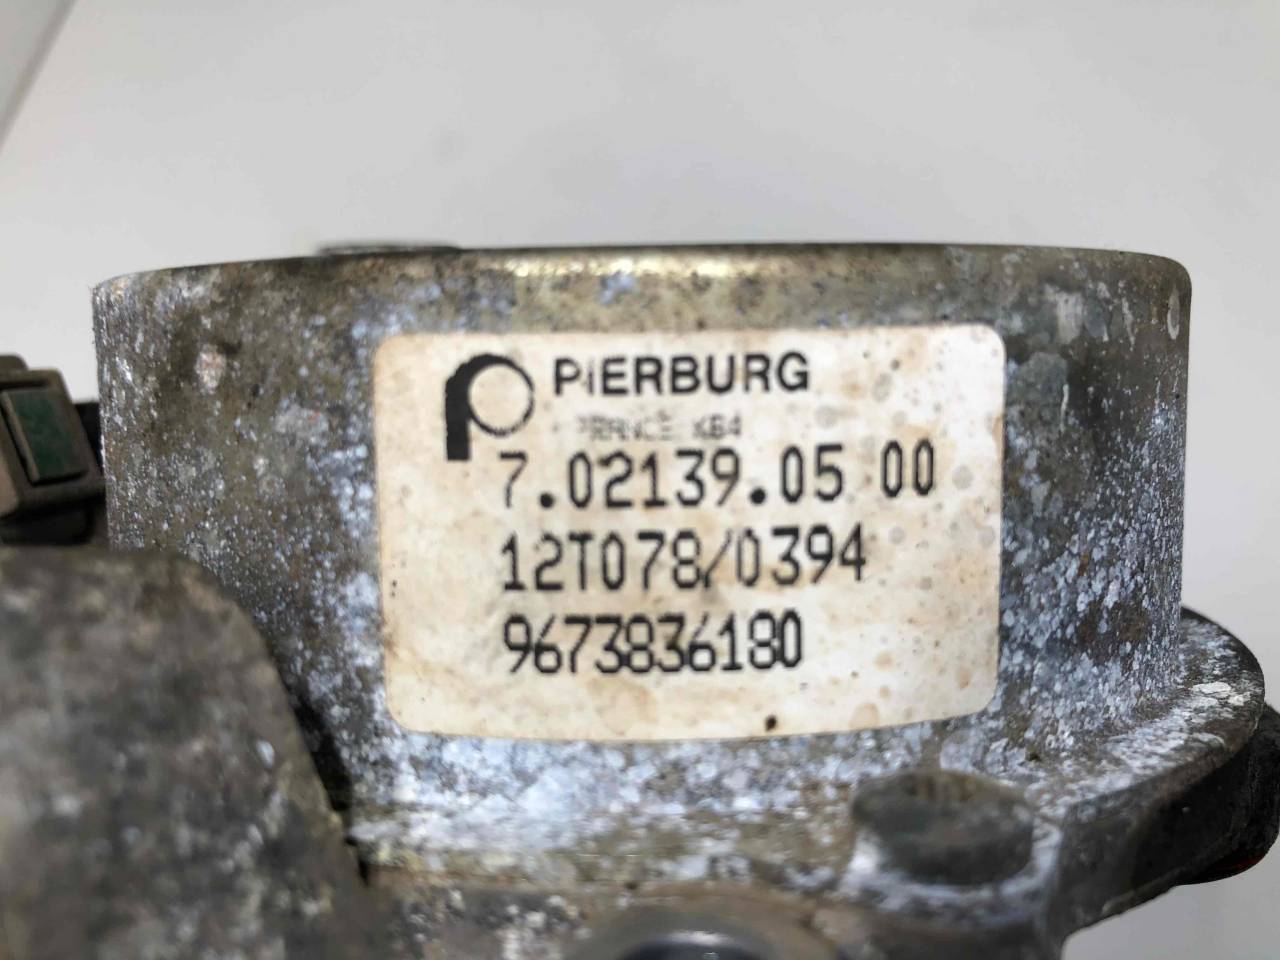 PIERBURG
FRANCE KB4
7.02139.05 00
12T078/0394
9673836180